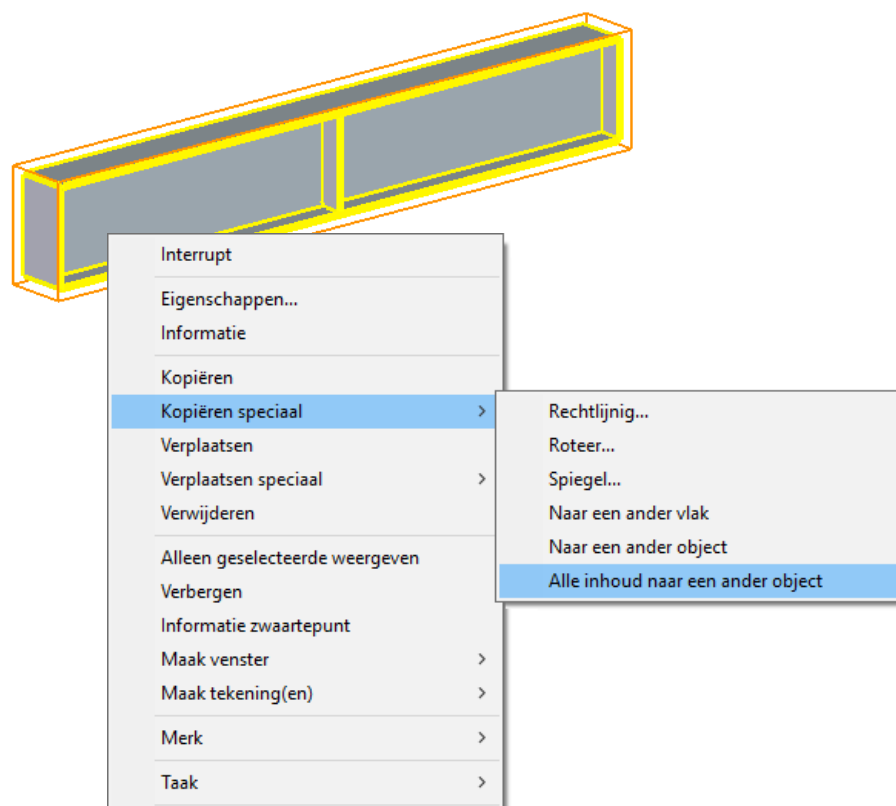 Interrupt
Eigenschappen...
Informatie
Kopiëren
Kopiëren speciaal
Verplaatsen
Verplaatsen speciaal
Verwijderen
Alleen geselecteerde weergeven
Verbergen
Informatie zwaartepunt
Maak venster
Maak tekening(en)
Merk
Taak
Rechtlijnig...
Roteer...
Spiegel...
Naar een ander vlak
Naar een ander object
Alle inhoud naar een ander object